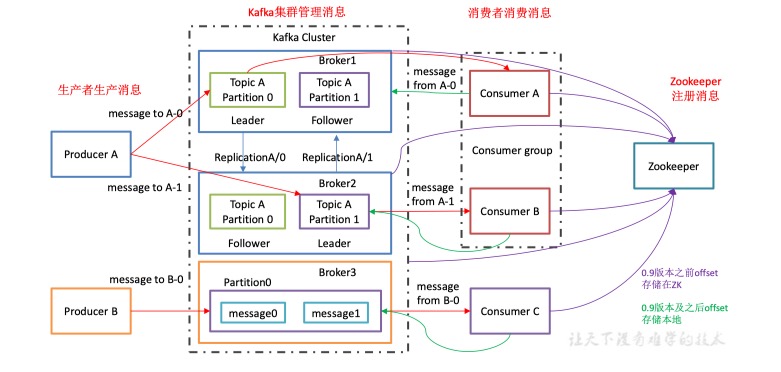 Kafka集群管理消息
消费者消费消息
Kafka Cluster
生产者生产消息
Zookeeper
注册消息
Broker1
Topic A
Partition 0
Topic A
Partition 1
Leader
Follower
message
from A-0
Consumer A
message to A-0
Producer A
ReplicationA/0
ReplicationA/1
Consumer group
Zookeeper
message to A-1
Broker2
Topic A
Partition 0
Topic A
Partition 1
Follower
Leader
message
from A-1
Consumer B
Broker3
message to B-0
Partition0
message0
message1
Producer B
message
from B-0
Consumer C
0.9版本之前offset
存储在ZK
0.9版本及之后offset
存储本地
让天下没有难学的技术